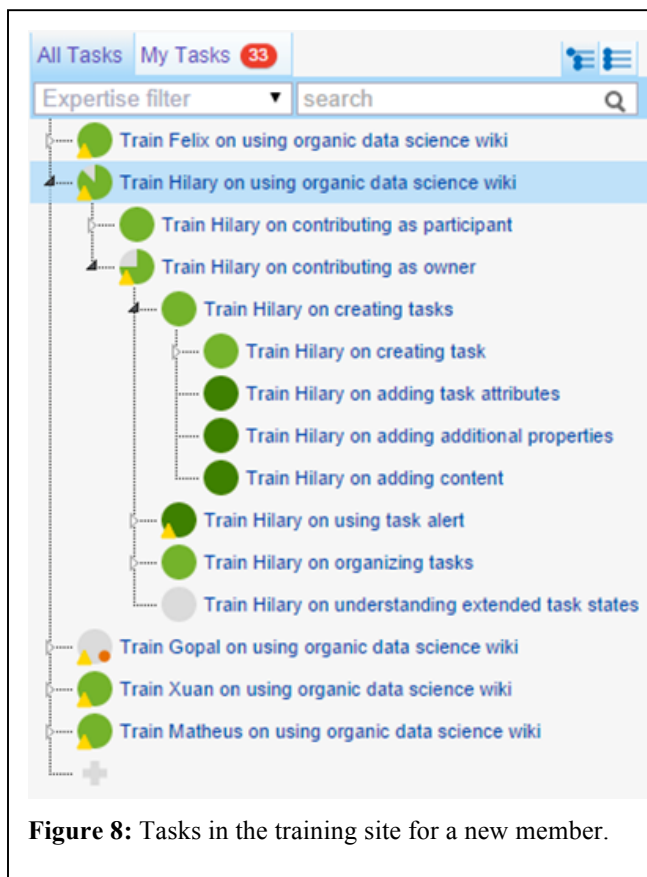 All Tasks My Tasks 33
Expertise filter search
Train Felix on using organic data science wiki
Train Hilary on using organic data science wiki
Train Hilary on contributing as participant
Train Hilary on contributing as owner
Train Hilary on creating tasks
Train Hilary on creating task
Train Hilary on adding task attributes
Train Hilary on adding additional properties
Train Hilary on adding content
Train Hilary on using task alert
Train Hilary on organizing tasks
Train Hilary on understanding extended task states
Train Gopal on using organic data science wiki
Train Xuan on using organic data science wiki
Train Matheus on using organic data science wiki
Figure 8: Tasks in the training site for a new member.